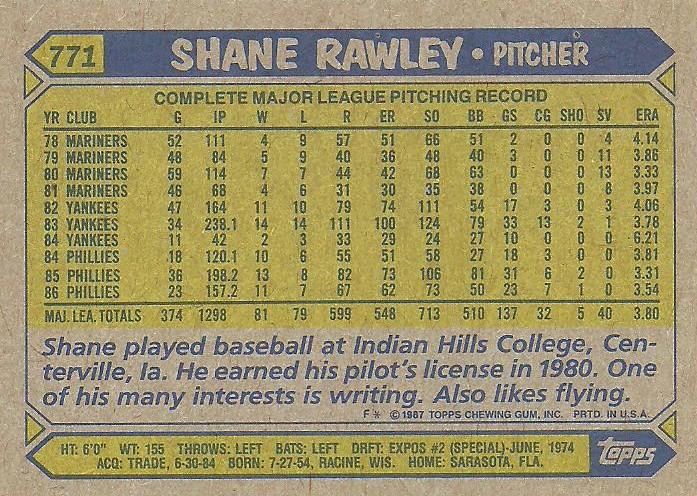 771 SHANE RAWLEY • PITCHER
COMPLETE MAJOR LEAGUE PITCHING RECORD
YR CLUB G IP W L R ER SO BB GS CG SHO SV ERA
78 MARINERS 52 111 4 9 57 51 66 51 2 0 0 4 4.14
79 MARINERS 48 84 5 9 40 36 48 40 3 0 0 11 3.86
80 MARINERS 59 114 7 7 44 42 68 63 0 0 0 13 3.33
81 MARINERS 46 68 4 6 31 30 35 38 0 0 0 8 3.97
82 YANKEES 47 164 11 10 79 74 111 54 17 3 0 3 4.06
83 YANKEES 34 238.1 14 14 111 100 124 79 33 13 2 1 3.78
84 YANKEES 11 42 2 3 33 29 24 27 10 0 0 0 6.21
84 PHILLIES 18 120.1 10 6 55 51 58 27 18 3 0 0 3.81
85 PHILLIES 36 198.2 13 8 82 73 106 81 31 6 2 0 3.31
86 PHILLIES 23 157.2 11 7 67 62 73 50 23 7 1 0 3.54
MAJ. LEA. TOTALS 374 1298 81 79 599 548 713 510 137 32 5 40 3.80
Shane played baseball at Indian Hills College, Cen-
terville, Ia. He earned his pilot's license in 1980. One
of his many interests is writing. Also likes flying.
F* ©1987 TOPPS CHEWING GUM, INC. PRTD. IN U.S.A.
HT: 6'0" WT: 155 THROWS: LEFT BATS: LEFT DRFT: EXPOS #2 (SPECIAL)-JUNE, 1974
ACQ: TRADE, 6-30-84 BORN: 7-27-54, RACINE, WIS. HOME: SARASOTA, FLA.
Topps